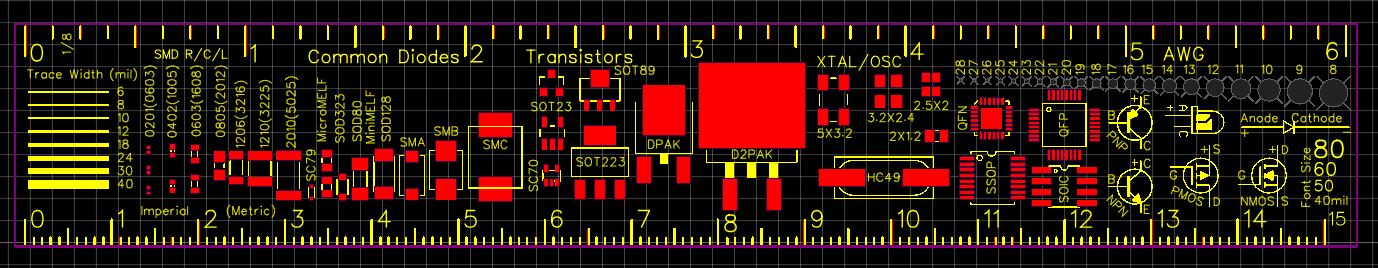 0 1/8 1 2 3 4 5 6
SMD R/C/L
Common Diodes
Transistors
XTAL/OSC
AWG
Trace Width (mil)
6
8
10
12
18
24
30
40
0201(0603)
0402(1005)
0603(1608)
0805(2012)
1206(3216)
1210(3225)
2010(5025)
Imperial (Metric)
SC79
MicroMELF
SOD323
SOD80
MiniMELF
SOD128
SMA
SMB
SMC
SOT23
SC70
SOT89
SOT223
DPAK
D2PAK
5X3.2
3.2X2.4
2.5X2
2X1.2
HC49
28 27 26 25 24 23 22 21 20 19 18 17 16 15 14 13 12 11 10 9 8
QFN
QFP
SSOP
SOIC
B E C
PNP
B C E
NPN
Anode Cathode
+ -
G S D
PMOS
G D S
NMOS
Font Size
80
60
50
40mil
0 1 2 3 4 5 6 7 8 9 10 11 12 13 14 15